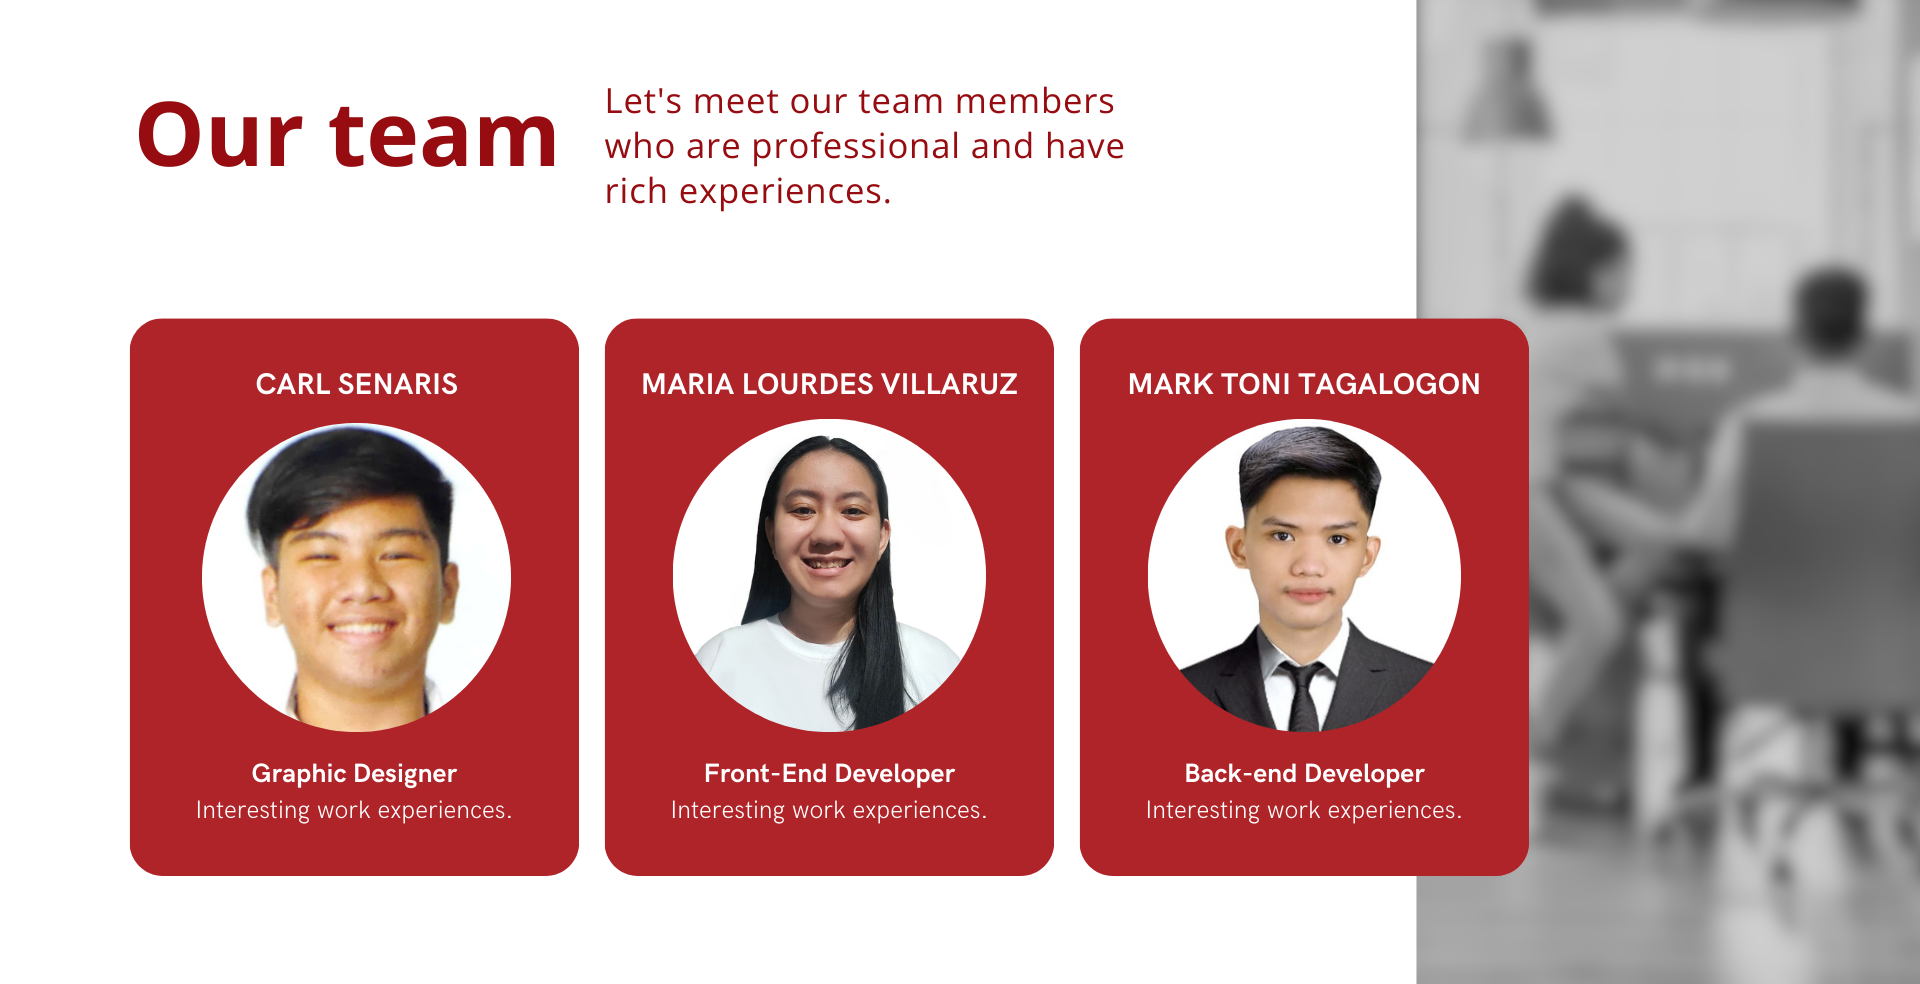 Our team
Let's meet our team members
who are professional and have
rich experiences.
CARL SENARIS
Graphic Designer
Interesting work experiences.
MARIA LOURDES VILLARUZ
Front-End Developer
Interesting work experiences.
MARK TONI TAGALOGON
Back-end Developer
Interesting work experiences.